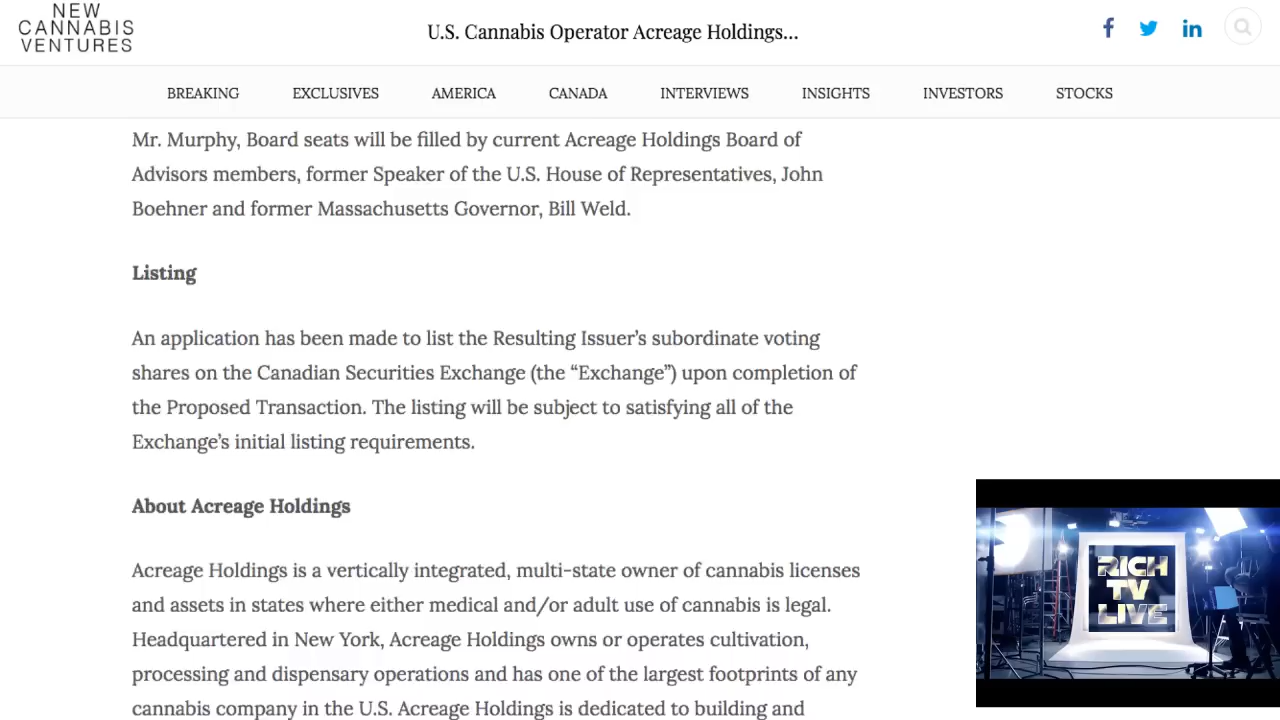 NEW
CANNABIS
VENTURES
U.S. Cannabis Operator Acreage Holdings...
BREAKING
EXCLUSIVES
AMERICA
CANADA
INTERVIEWS
INSIGHTS
INVESTORS
STOCKS
Mr. Murphy, Board seats will be filled by current Acreage Holdings Board of
Advisors members, former Speaker of the U.S. House of Representatives, John
Boehner and former Massachusetts Governor, Bill Weld.
Listing
An application has been made to list the Resulting Issuer’s subordinate voting
shares on the Canadian Securities Exchange (the “Exchange”) upon completion of
the Proposed Transaction. The listing will be subject to satisfying all of the
Exchange’s initial listing requirements.
About Acreage Holdings
Acreage Holdings is a vertically integrated, multi-state owner of cannabis licenses
and assets in states where either medical and/or adult use of cannabis is legal.
Headquartered in New York, Acreage Holdings owns or operates cultivation,
processing and dispensary operations and has one of the largest footprints of any
cannabis company in the U.S. Acreage Holdings is dedicated to building and
RICH
TV
LIVE